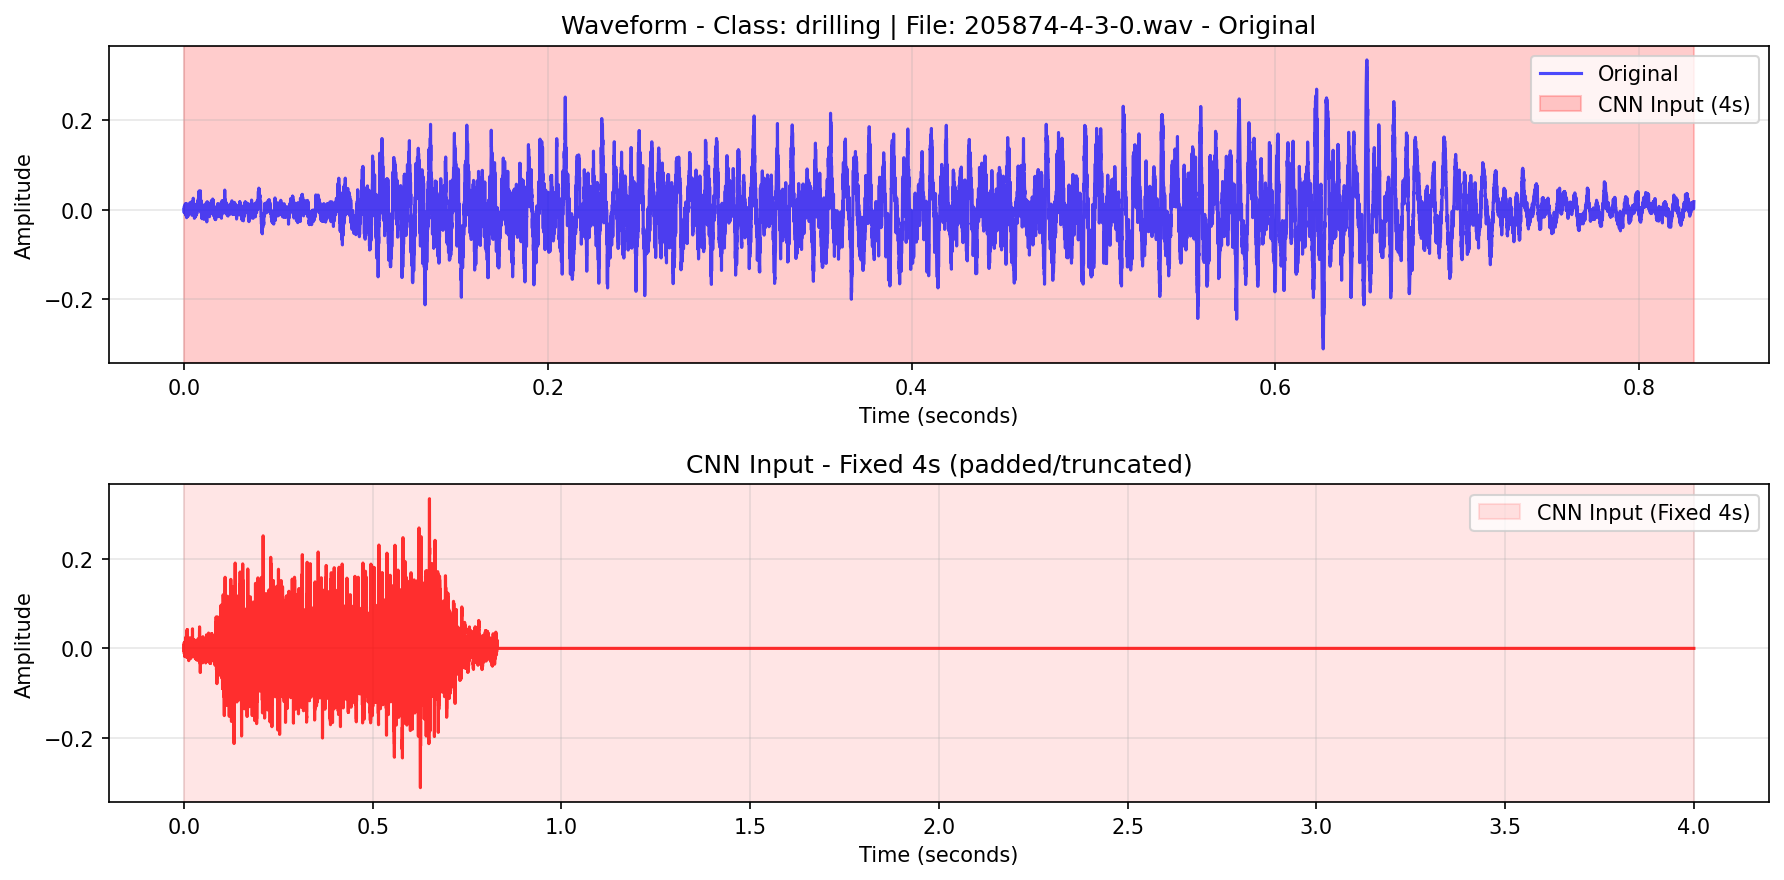 Waveform - Class: drilling | File: 205874-4-3-0.wav - Original
Original
CNN Input (4s)
0.2
0.0
−0.2
Amplitude
0.0 0.2 0.4 0.6 0.8
Time (seconds)
CNN Input - Fixed 4s (padded/truncated)
CNN Input (Fixed 4s)
0.2
0.0
−0.2
Amplitude
0.0 0.5 1.0 1.5 2.0 2.5 3.0 3.5 4.0
Time (seconds)